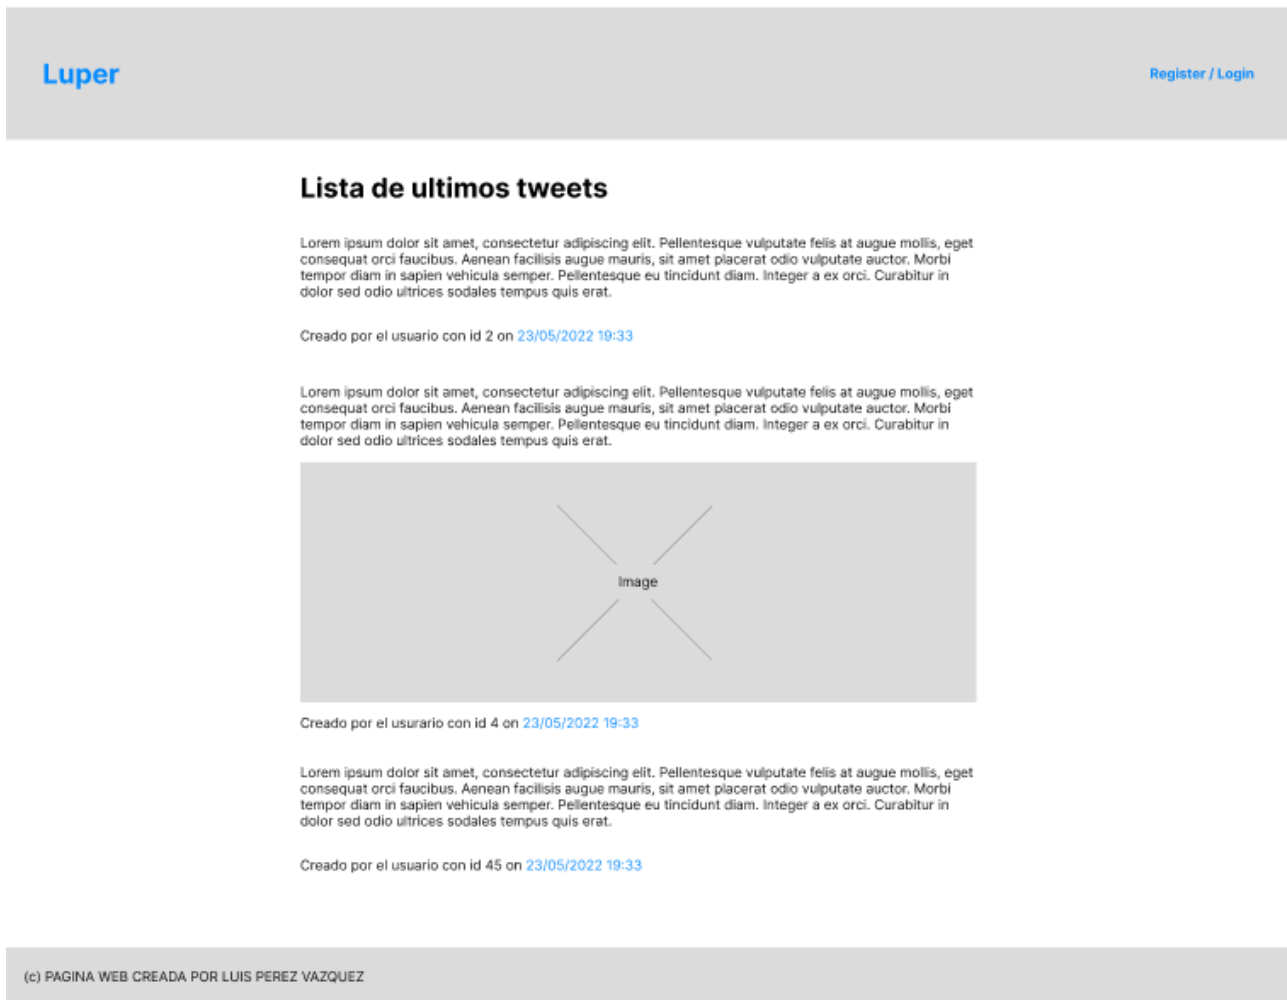 Luper
Register / Login
Lista de ultimos tweets
Lorem ipsum dolor sit amet, consectetur adipiscing elit. Pellentesque vulputate felis at augue mollis, eget
consequat orci faucibus. Aenean facilisis augue mauris, sit amet placerat odio vulputate auctor. Morbi
tempor diam in sapien vehicula semper. Pellentesque eu tincidunt diam. Integer a ex orci. Curabitur in
dolor sed odio ultrices sodales tempus quis erat.
Creado por el usuario con id 2 on 23/05/2022 19:33
Lorem ipsum dolor sit amet, consectetur adipiscing elit. Pellentesque vulputate felis at augue mollis, eget
consequat orci faucibus. Aenean facilisis augue mauris, sit amet placerat odio vulputate auctor. Morbi
tempor diam in sapien vehicula semper. Pellentesque eu tincidunt diam. Integer a ex orci. Curabitur in
dolor sed odio ultrices sodales tempus quis erat.
Image
Creado por el usurario con id 4 on 23/05/2022 19:33
Lorem ipsum dolor sit amet, consectetur adipiscing elit. Pellentesque vulputate felis at augue mollis, eget
consequat orci faucibus. Aenean facilisis augue mauris, sit amet placerat odio vulputate auctor. Morbi
tempor diam in sapien vehicula semper. Pellentesque eu tincidunt diam. Integer a ex orci. Curabitur in
dolor sed odio ultrices sodales tempus quis erat.
Creado por el usuario con id 45 on 23/05/2022 19:33
(c) PAGINA WEB CREADA POR LUIS PEREZ VAZQUEZ